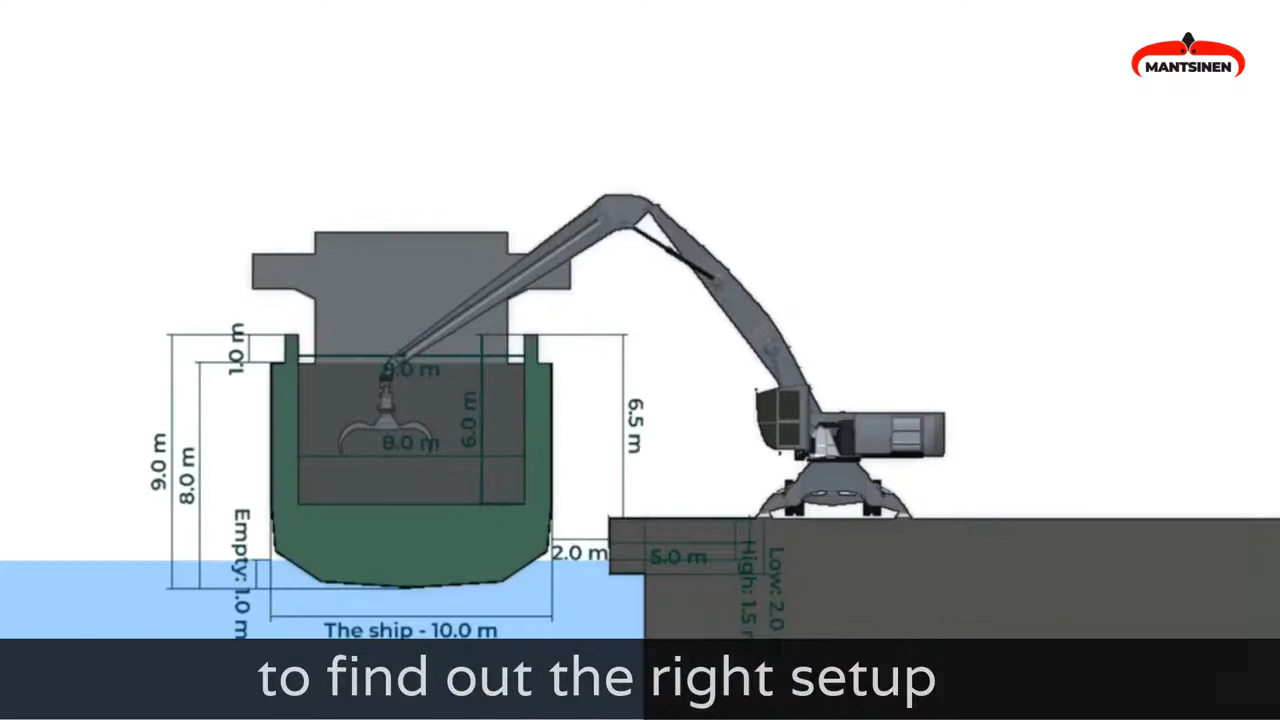 MANTSINEN
1.0 m
8.0 m
8.0 m
6.0 m
6.5 m
9.0 m
8.0 m
Empty: 1.0 m
2.0 m
5.0 m
High: 1.5 m
Low: 2.0
The ship - 10.0 m
to find out the right setup